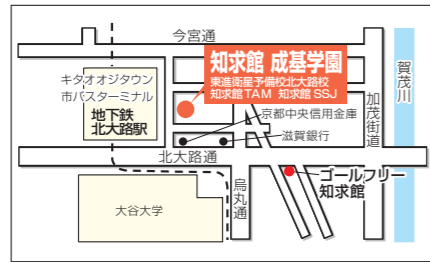 今宮通
知求館 成基学園
東進衛星予備校北大路校
知求館TAM 知求館SSJ
キタオオジタウン
市バスターミナル
地下鉄
北大路駅
京都中央信用金庫
滋賀銀行
加茂街道
賀茂川
北大路通
烏丸通
ゴールフリー
知求館
大谷大学